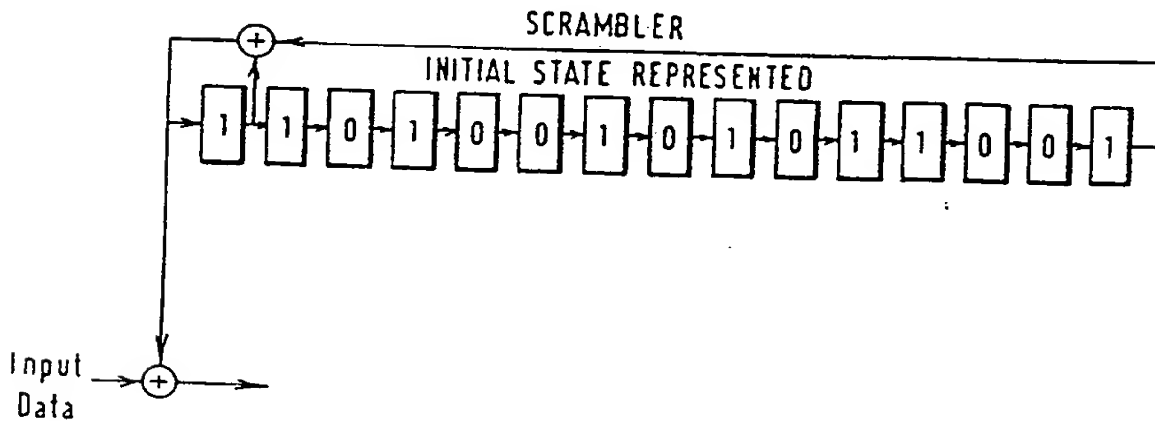 SCRAMBLER
INITIAL STATE REPRESENTED
1 1 0 1 0 0 1 0 1 0 1 1 0 0 1
Input
Data